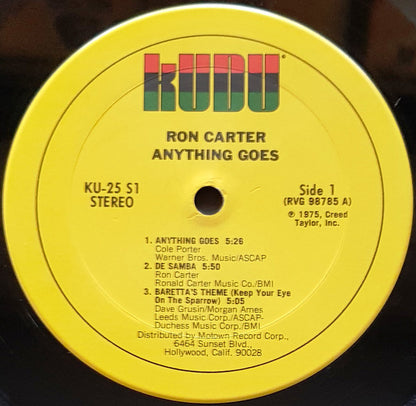 KUDU®
RON CARTER
ANYTHING GOES
KU-25 S1
STEREO
Side 1
(RVG 98785 A)
℗ 1975, Creed
Taylor, Inc.
1. ANYTHING GOES 5:26
Cole Porter
Warner Bros. Music/ASCAP
2. DE SAMBA 5:50
Ron Carter
Ronald Carter Music Co./BMI
3. BARETTA'S THEME (Keep Your Eye
On The Sparrow) 5:05
Dave Grusin/Morgan Ames
Leeds Music Corp./ASCAP-
Duchess Music Corp./BMI
Distributed by Motown Record Corp.,
6464 Sunset Blvd.,
Hollywood, Calif. 90028